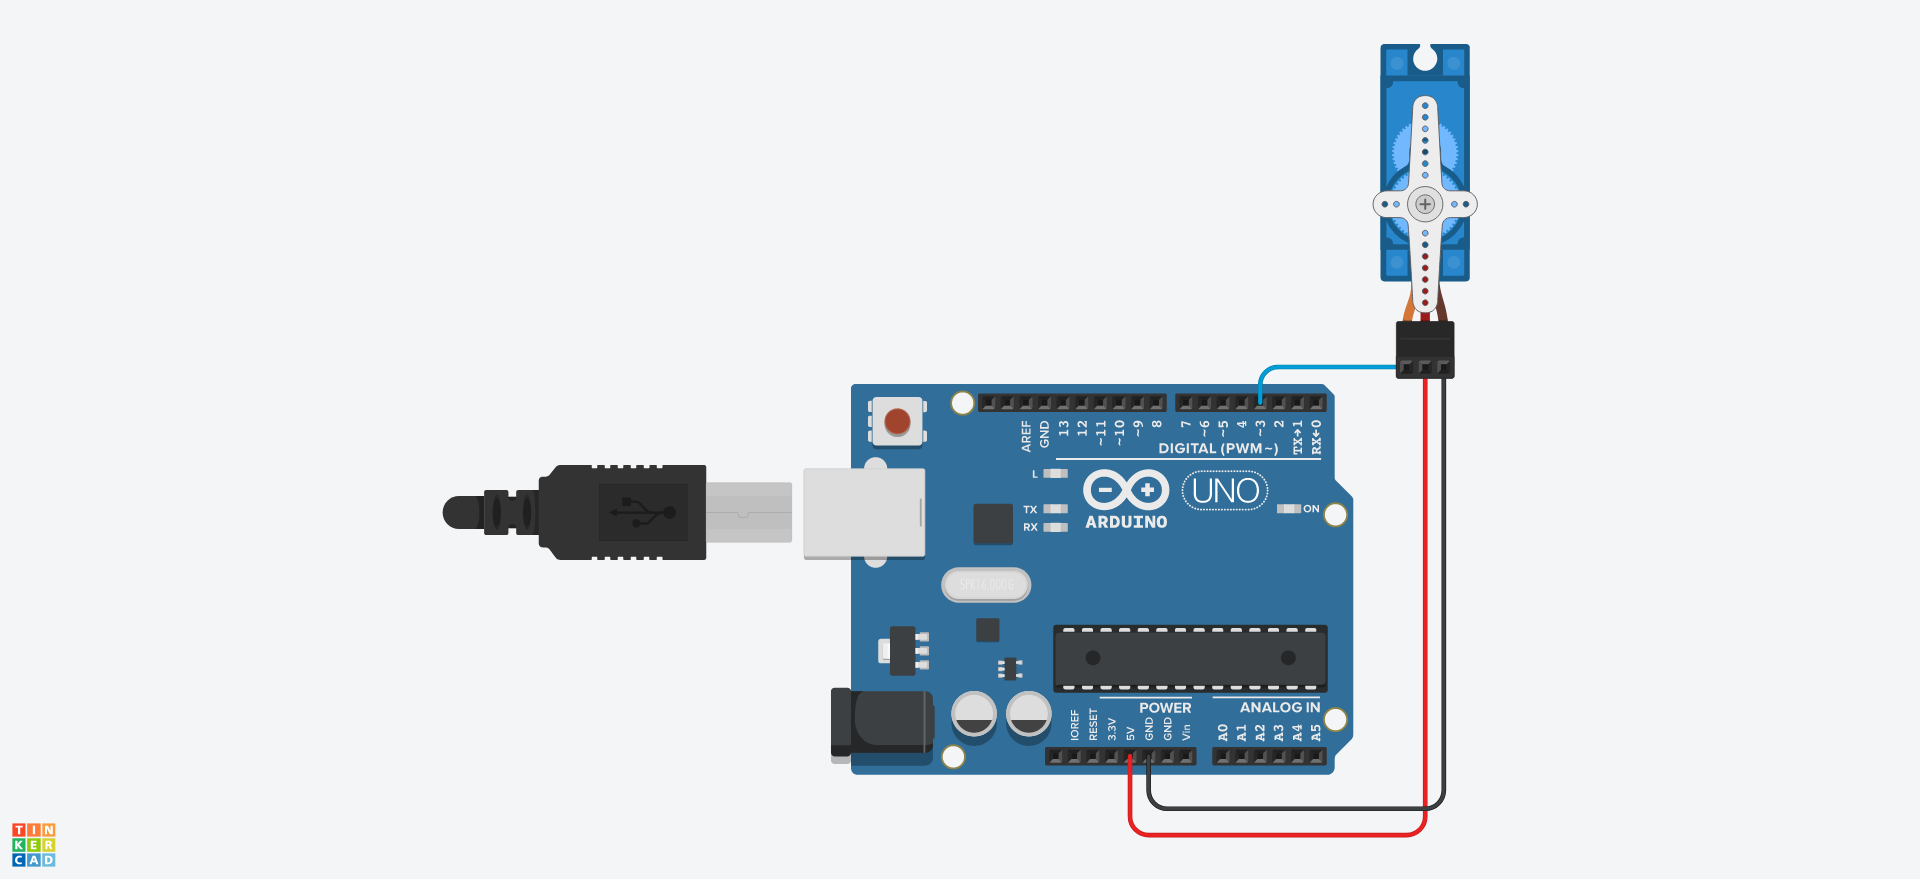 AREF
GND
13
12
~11
~10
~9
8
7
~6
~5
4
~3
2
TX→1
RX←0
DIGITAL (PWM~)
L
TX
RX
ARDUINO
UNO
ON
SPK16.000G
POWER
ANALOG IN
IOREF
RESET
3.3V
5V
GND
GND
Vin
A0
A1
A2
A3
A4
A5
TIN
KER
CAD